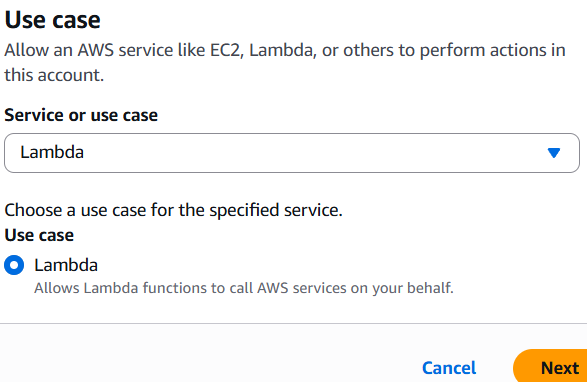 Use case
Allow an AWS service like EC2, Lambda, or others to perform actions in
this account.
Service or use case
Lambda
Choose a use case for the specified service.
Use case
Lambda
Allows Lambda functions to call AWS services on your behalf.
Cancel
Next